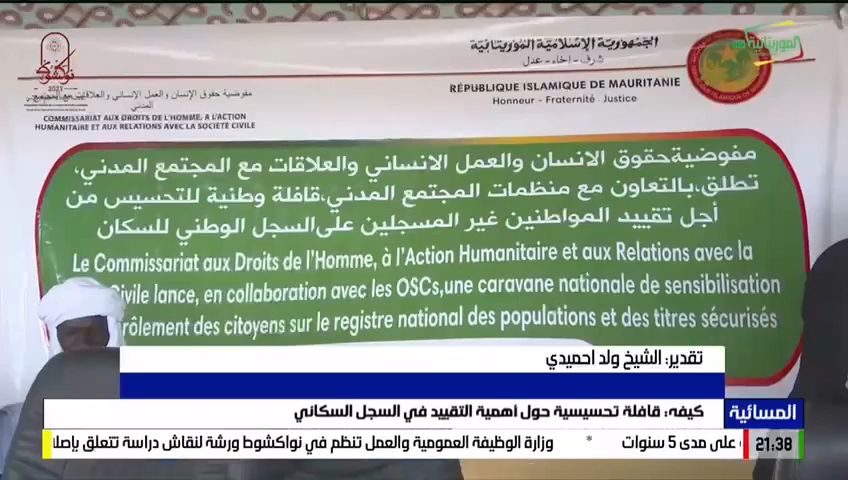 الموريتانية
الجمهورية الإسلامية الموريتانية
شرف - إخاء - عدل
RÉPUBLIQUE ISLAMIQUE DE MAURITANIE
Honneur - Fraternité - Justice
نواكشوط
2023
مفوضية حقوق الإنسان والعمل الإنساني والعلاقات مع المجتمع
المدني
COMMISSARIAT AUX DROITS DE L'HOMME, A L'ACTION
HUMANITAIRE ET AUX RELATIONS AVEC LA SOCIÉTÉ CIVILE
مفوضية حقوق الانسان والعمل الانساني والعلاقات مع المجتمع المدني،
تطلق، بالتعاون مع منظمات المجتمع المدني، قافلة وطنية للتحسيس من
أجل تقييد المواطنين غير المسجلين على السجل الوطني للسكان
Le Commissariat aux Droits de l'Homme, à l'Action Humanitaire et aux Relations avec la
Civile lance, en collaboration avec les OSCs, une caravane nationale de sensibilisation
rôlement des citoyens sur le registre national des populations et des titres sécurisés
تقدير: الشيخ ولد احميدي
المسائية
كيفه: قافلة تحسيسية حول أهمية التقييد في السجل السكاني
21:38
على مدى 5 سنوات * وزارة الوظيفة العمومية والعمل تنظم في نواكشوط ورشة لنقاش دراسة تتعلق بإصلا